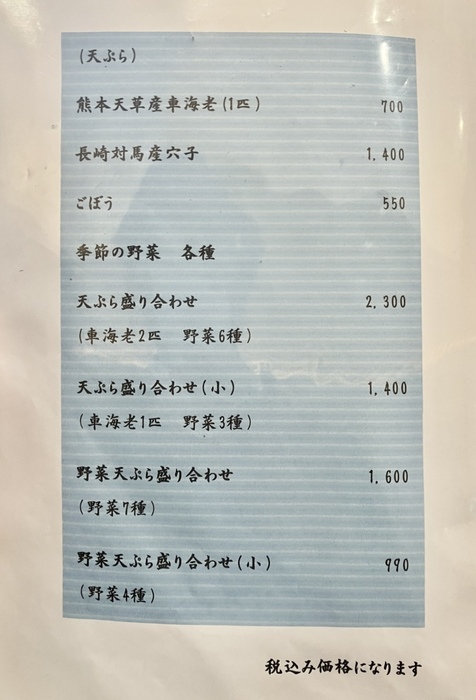 (天ぷら)
熊本天草産車海老(1匹) 700
長崎対馬産穴子 1,400
ごぼう 550
季節の野菜 各種
天ぷら盛り合わせ 2,300
(車海老2匹 野菜6種)
天ぷら盛り合わせ(小) 1,400
(車海老1匹 野菜3種)
野菜天ぷら盛り合わせ 1,600
(野菜7種)
野菜天ぷら盛り合わせ(小) 990
(野菜4種)
税込み価格になります